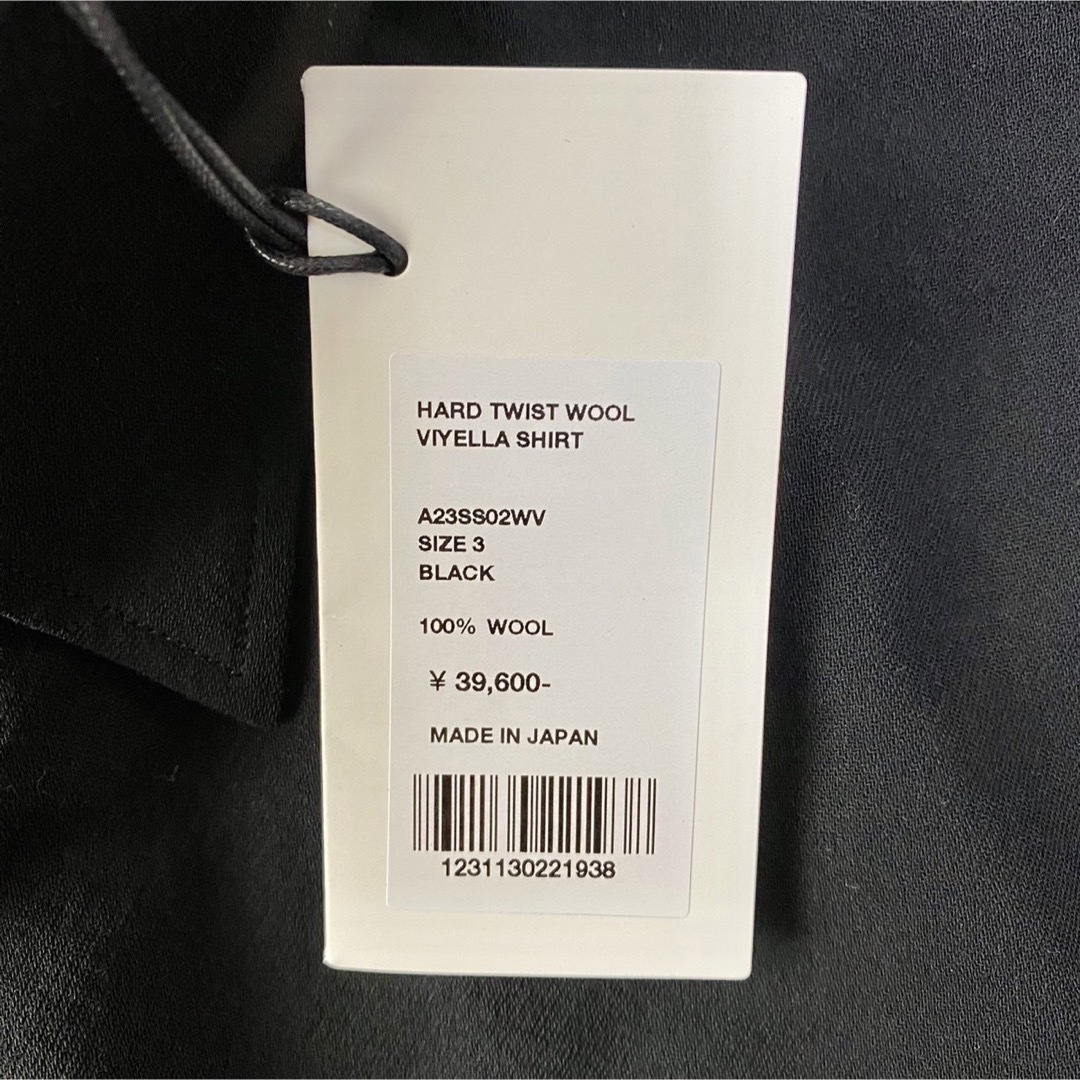 HARD TWIST WOOL
VIYELLA SHIRT
A23SS02WV
SIZE 3
BLACK
100% WOOL
¥ 39,600-
MADE IN JAPAN
1231130221938